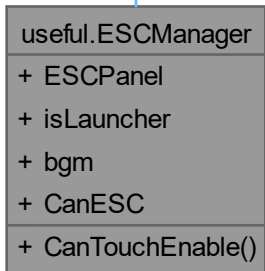 useful.ESCManager
+ ESCPanel
+ isLauncher
+ bgm
+ CanESC
+ CanTouchEnable()